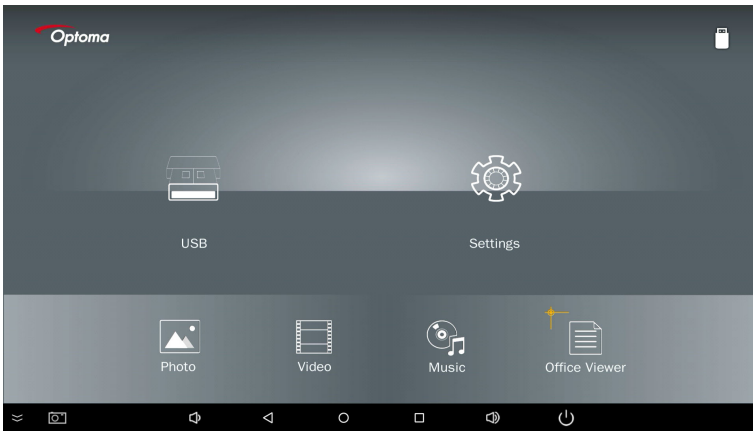 Optoma
USB
Settings
Photo
Video
Music
Office Viewer